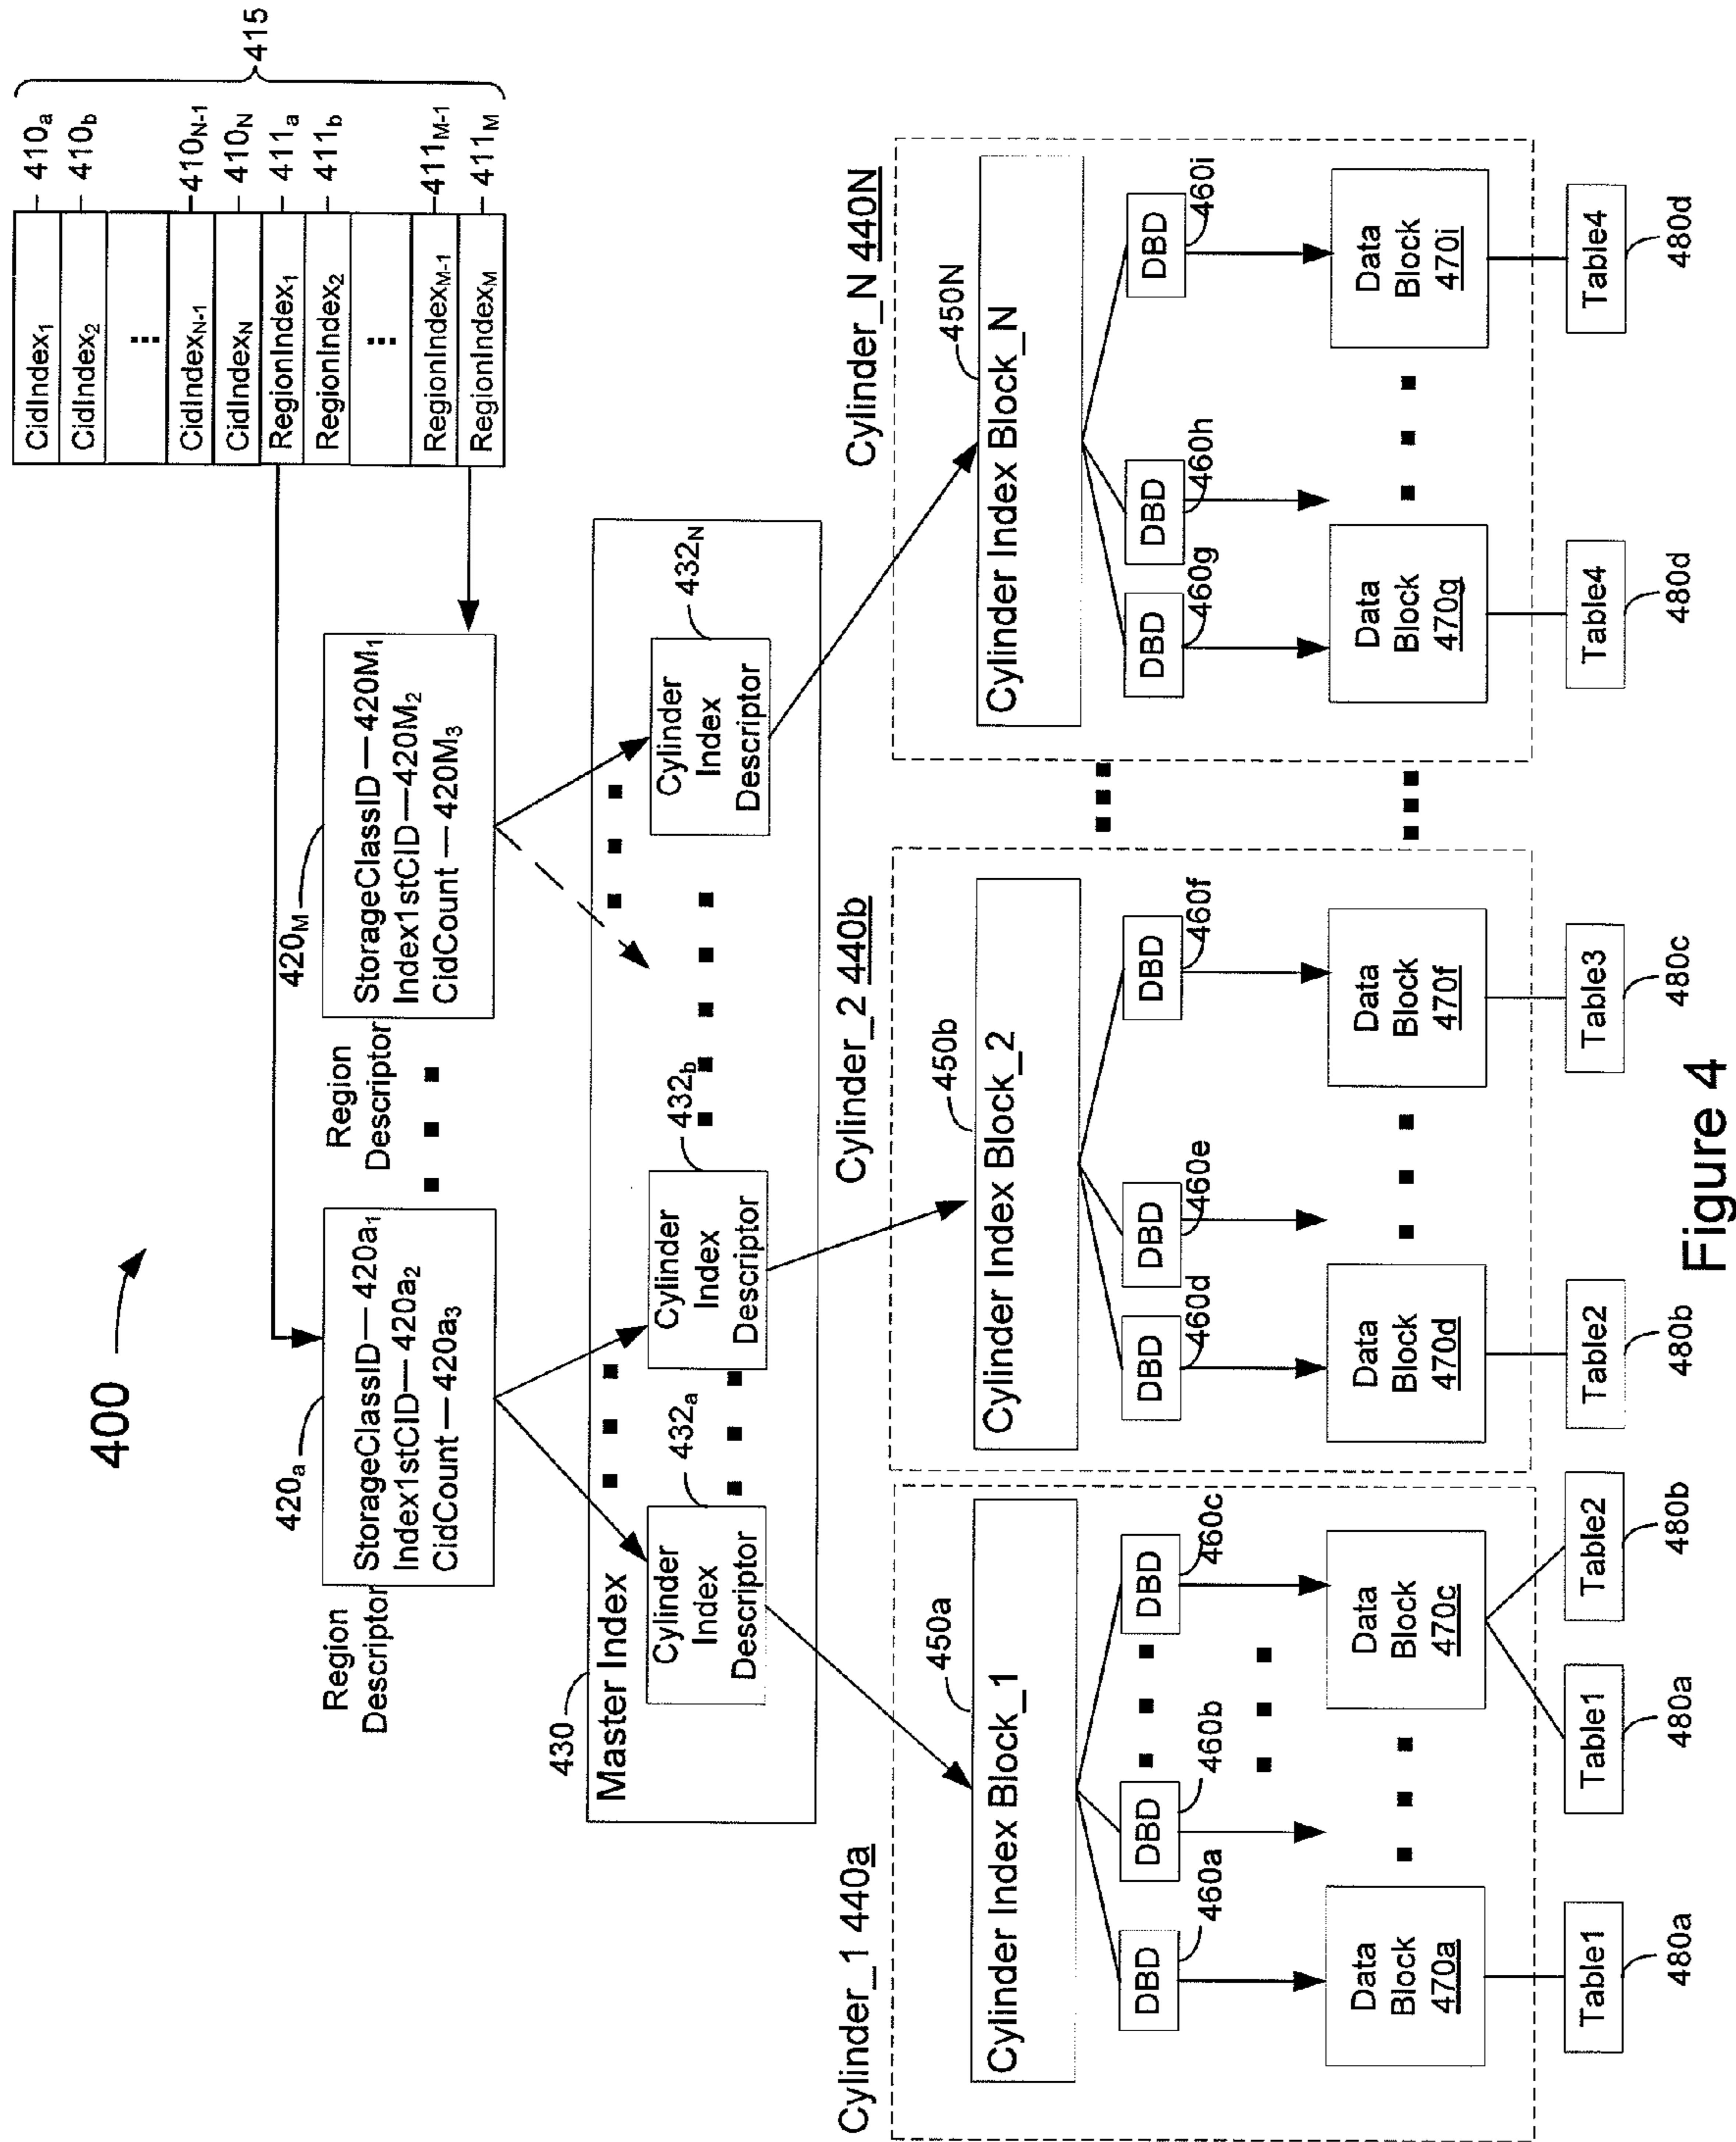 400
CidIndex1 410a
CidIndex2 410b
CidIndexN-1 410N-1
CidIndexN 410N
RegionIndex1 411a
RegionIndex2 411b
RegionIndexM-1 411M-1
RegionIndexM 411M
415
420a
Region
Descriptor
StorageClassID—420a1
Index1stCID—420a2
CidCount—420a3
420M
Region
Descriptor
StorageClassID—420M1
Index1stCID—420M2
CidCount—420M3
430
Master Index
432a
Cylinder
Index
Descriptor
432b
Cylinder
Index
Descriptor
432N
Cylinder
Index
Descriptor
Cylinder_1 440a
450a
Cylinder Index Block_1
DBD
460a
DBD
460b
DBD
460c
Data
Block
470a
Data
Block
470c
Table1
480a
Table1
480a
Table2
480b
Cylinder_2 440b
450b
Cylinder Index Block_2
DBD
460d
DBD
460e
DBD
460f
Data
Block
470d
Data
Block
470f
Table2
480b
Table3
480c
Cylinder_N 440N
450N
Cylinder Index Block_N
DBD
460g
DBD
460h
DBD
460i
Data
Block
470g
Data
Block
470i
Table4
480d
Table4
480d
Figure 4